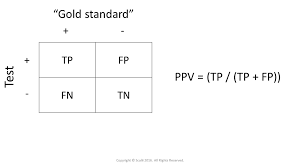 “Gold standard”
+ -
Test
+ TP FP
- FN TN
PPV = (TP / (TP + FP))